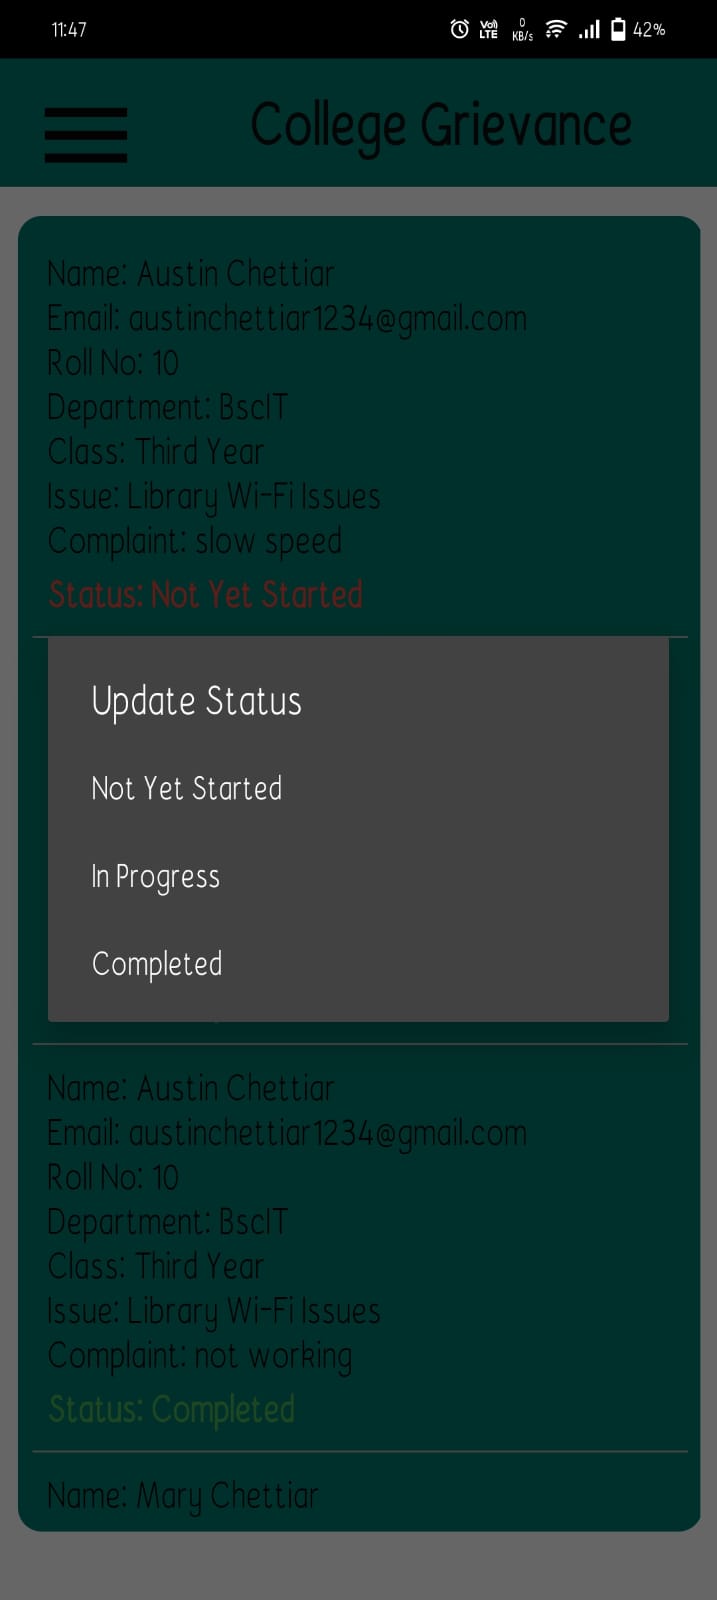 11:47
Vo))
LTE
0
KB/s
42%
College Grievance
Name: Austin Chettiar
Email: austinchettiar1234@gmail.com
Roll No: 10
Department: BscIT
Class: Third Year
Issue: Library Wi-Fi Issues
Complaint: slow speed
Status: Not Yet Started
Update Status
Not Yet Started
In Progress
Completed
Name: Austin Chettiar
Email: austinchettiar1234@gmail.com
Roll No: 10
Department: BscIT
Class: Third Year
Issue: Library Wi-Fi Issues
Complaint: not working
Status: Completed
Name: Mary Chettiar